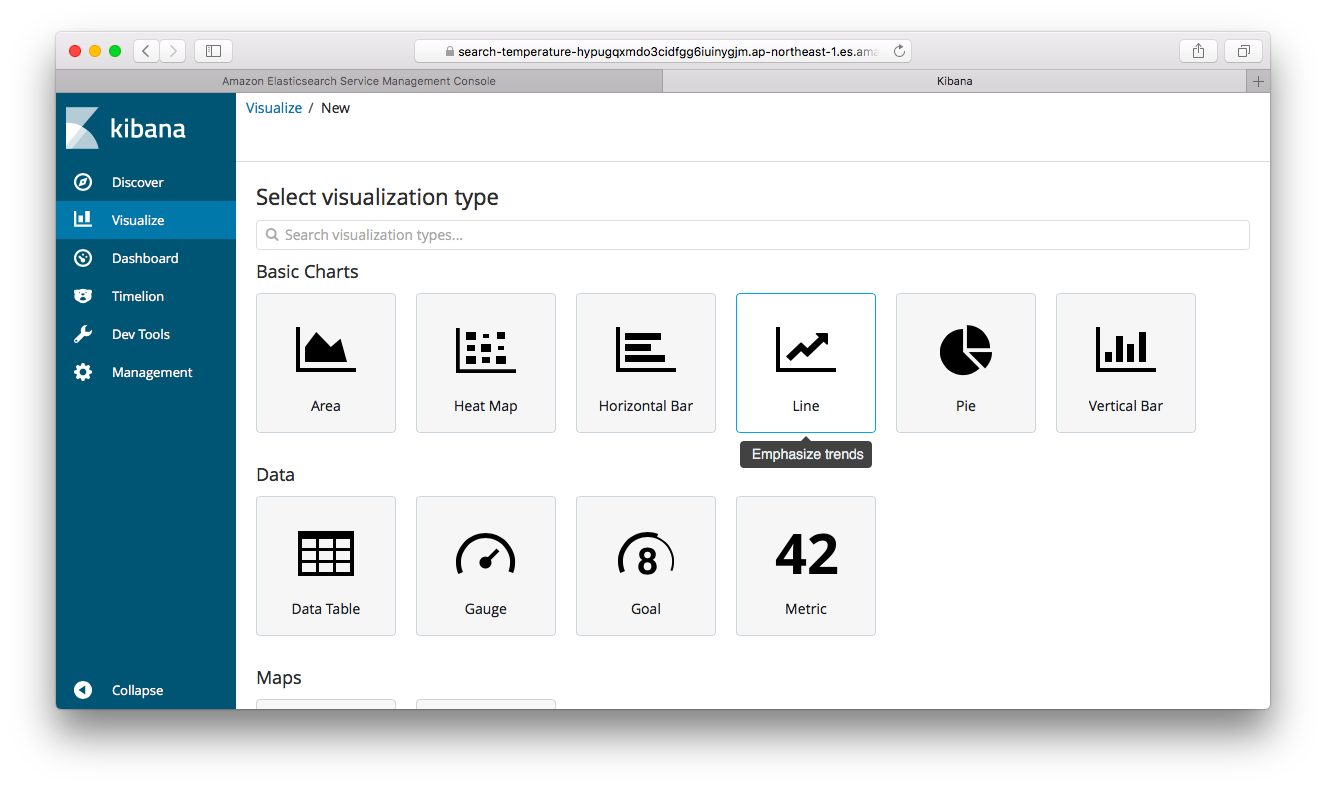 search-temperature-hypugqxmdo3cidfgg6iuinygjm.ap-northeast-1.es.ama
Amazon Elasticsearch Service Management Console
Kibana
kibana
Discover
Visualize
Dashboard
Timelion
Dev Tools
Management
Collapse
Visualize / New
Select visualization type
Search visualization types...
Basic Charts
Area
Heat Map
Horizontal Bar
Line
Pie
Vertical Bar
Emphasize trends
Data
8
42
Data Table
Gauge
Goal
Metric
Maps